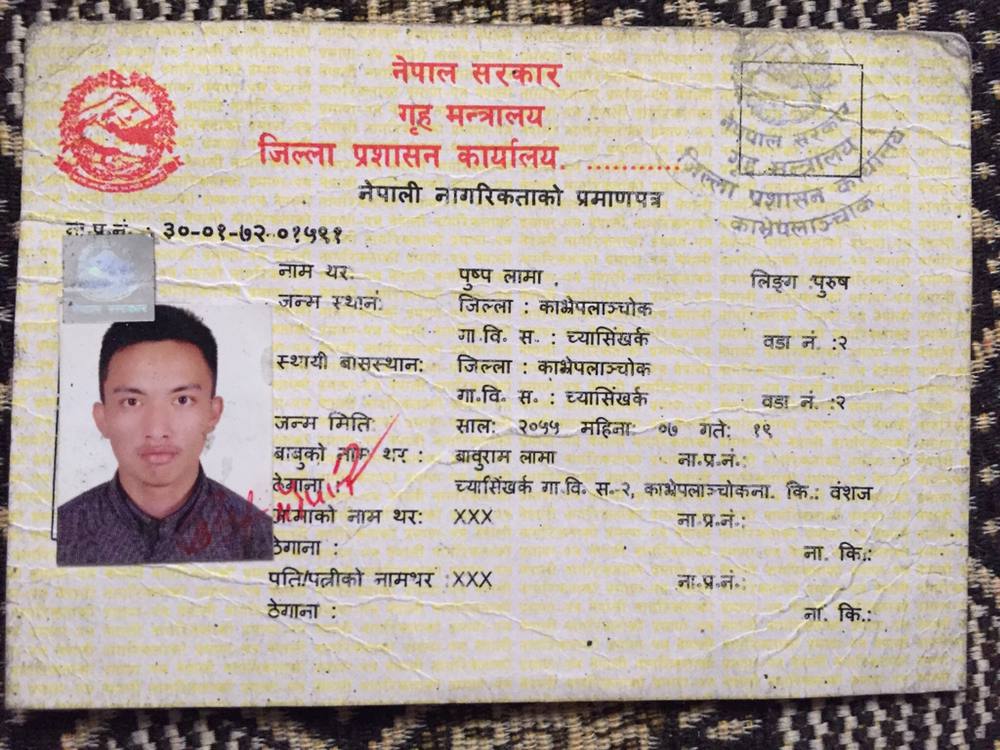 नेपाल सरकार
गृह मन्त्रालय
जिल्ला प्रशासन कार्यालय. ............
नेपाल सरकार
गृह मन्त्रालय
जिल्ला प्रशासन कार्यालय
काभ्रेपलाञ्चोक
नेपाली नागरिकताको प्रमाणपत्र
ना.प्र.नं. : ३०-०१-७२-०१५९१
नाम थर: पुष्प लामा . लिङ्ग :पुरुष
जन्म स्थान: जिल्ला : काभ्रेपलाञ्चोक
गा.वि. स. : च्यासिंखर्क वडा नं. :२
स्थायी बासस्थान: जिल्ला : काभ्रेपलाञ्चोक
गा.वि. स. : च्यासिंखर्क वडा नं. :२
जन्म मिति: साल: २०५५ महिना: ०७ गते: १९
बाबुको नाम थर : बावुराम लामा ना.प्र.नं.:
ठेगाना : च्यासिंखर्क गा.वि. स.-२, काभ्रेपलाञ्चोकना. कि.: वंशज
आमाको नाम थर: XXX ना.प्र.नं.:
ठेगाना : ना. कि.:
पति/पत्नीको नामथर :XXX ना.प्र.नं.:
ठेगाना : ना. कि.: